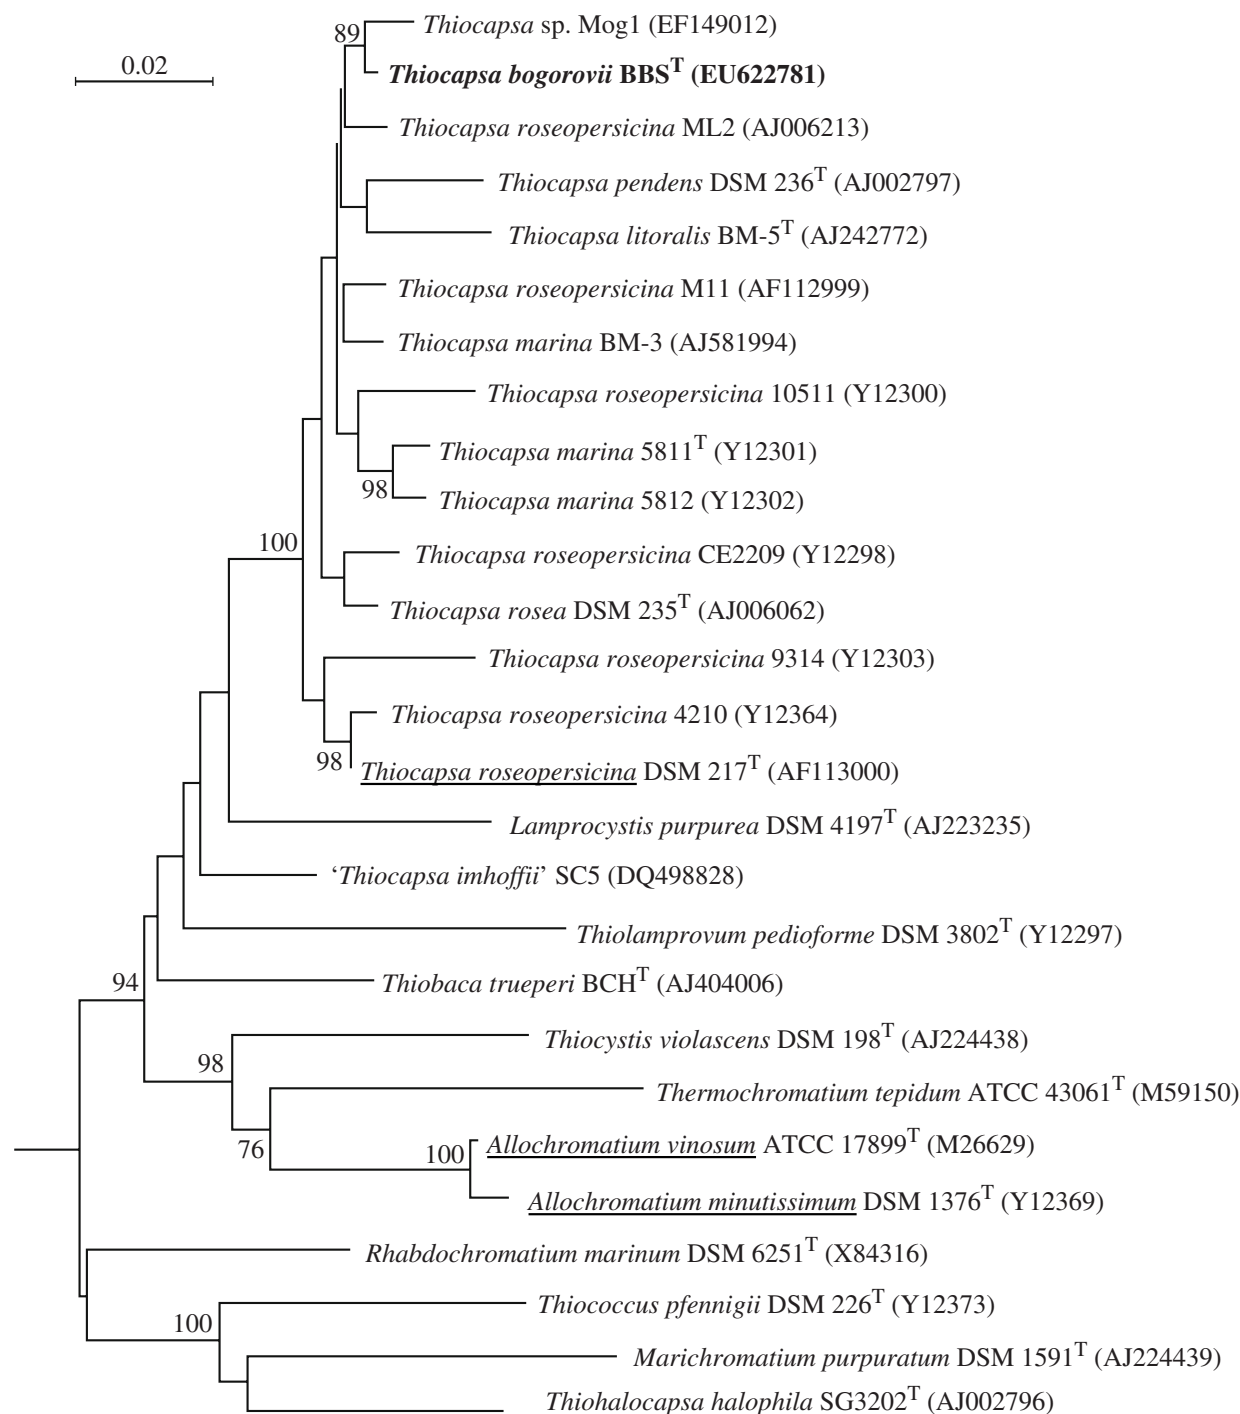 Thiocapsa sp. Mog1 (EF149012)
89
0.02
Thiocapsa bogorovii BBS^T (EU622781)
Thiocapsa roseopersicina ML2 (AJ006213)
Thiocapsa pendens DSM 236^T (AJ002797)
Thiocapsa litoralis BM-5^T (AJ242772)
Thiocapsa roseopersicina M11 (AF112999)
Thiocapsa marina BM-3 (AJ581994)
Thiocapsa roseopersicina 10511 (Y12300)
Thiocapsa marina 5811^T (Y12301)
98
Thiocapsa marina 5812 (Y12302)
100
Thiocapsa roseopersicina CE2209 (Y12298)
Thiocapsa rosea DSM 235^T (AJ006062)
Thiocapsa roseopersicina 9314 (Y12303)
Thiocapsa roseopersicina 4210 (Y12364)
98
Thiocapsa roseopersicina DSM 217^T (AF113000)
Lamprocystis purpurea DSM 4197^T (AJ223235)
‘Thiocapsa imhoffii’ SC5 (DQ498828)
Thiolamprovum pedioforme DSM 3802^T (Y12297)
94
Thiobaca trueperi BCH^T (AJ404006)
Thiocystis violascens DSM 198^T (AJ224438)
98
Thermochromatium tepidum ATCC 43061^T (M59150)
76
100
Allochromatium vinosum ATCC 17899^T (M26629)
Allochromatium minutissimum DSM 1376^T (Y12369)
Rhabdochromatium marinum DSM 6251^T (X84316)
Thiococcus pfennigii DSM 226^T (Y12373)
100
Marichromatium purpuratum DSM 1591^T (AJ224439)
Thiohalocapsa halophila SG3202^T (AJ002796)